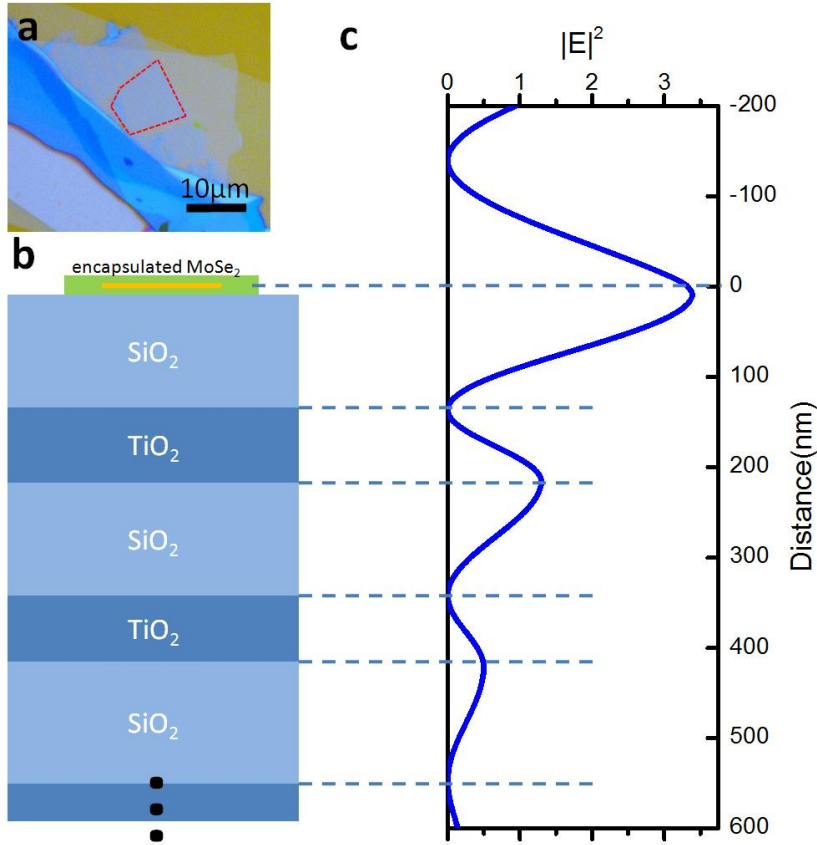 a
10μm
b
encapsulated MoSe₂
SiO₂
TiO₂
SiO₂
TiO₂
SiO₂
c
|E|²
0 1 2 3
-200
-100
0
100
200
300
400
500
600
Distance(nm)